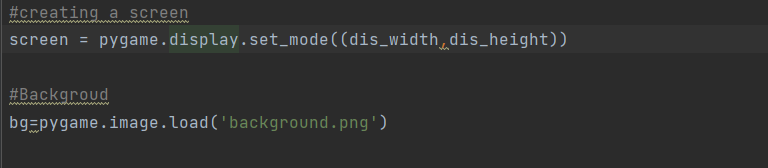 #creating a screen
screen = pygame.display.set_mode((dis_width,dis_height))
#Backgroud
bg=pygame.image.load('background.png')